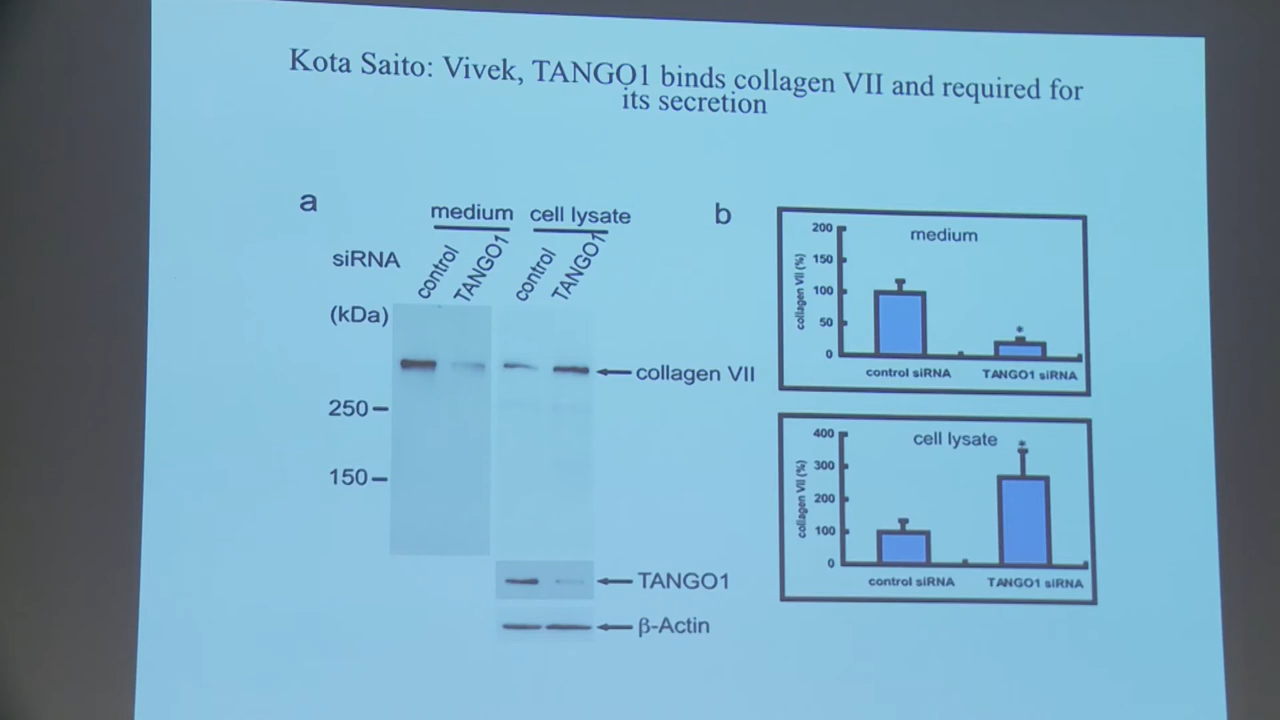 Kota Saito: Vivek, TANGO1 binds collagen VII and required for
its secretion
a
medium cell lysate
siRNA control TANGO1 control TANGO1
(kDa)
collagen VII
250
150
TANGO1
β-Actin
b
medium
collagen VII (%)
200
150
100
50
0
*
control siRNA TANGO1 siRNA
cell lysate
collagen VII (%)
400
300
200
100
0
*
control siRNA TANGO1 siRNA